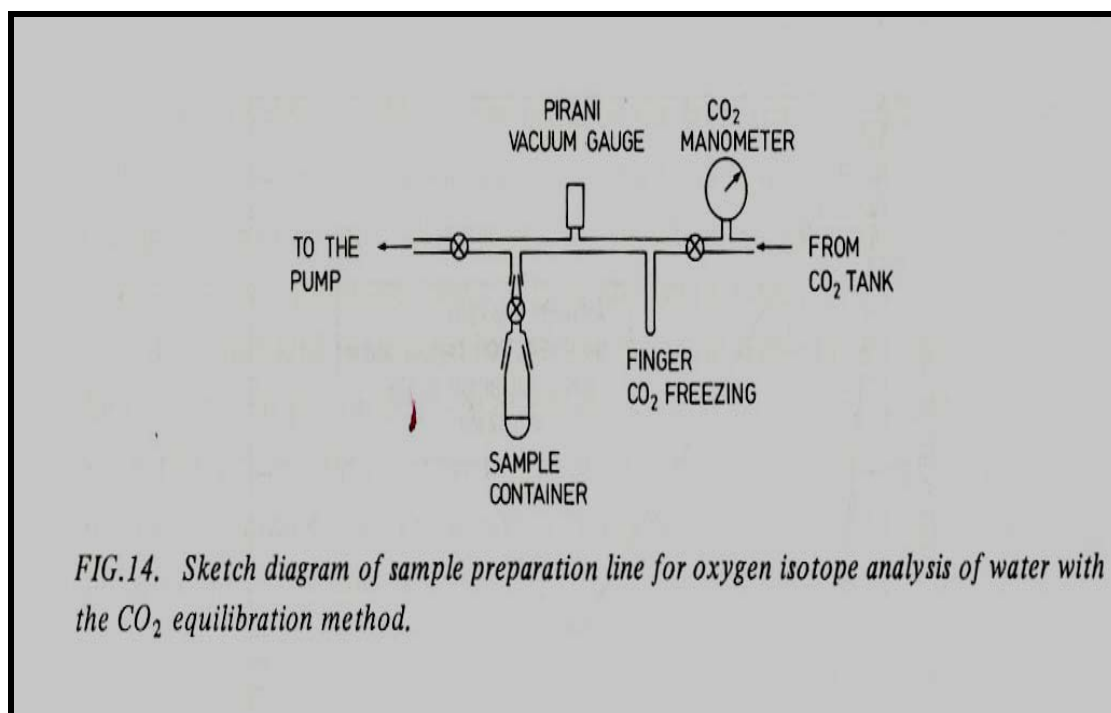 PIRANI
VACUUM GAUGE
CO₂
MANOMETER
TO THE
PUMP
FROM
CO₂ TANK
FINGER
CO₂ FREEZING
SAMPLE
CONTAINER
FIG.14. Sketch diagram of sample preparation line for oxygen isotope analysis of water with
the CO₂ equilibration method.